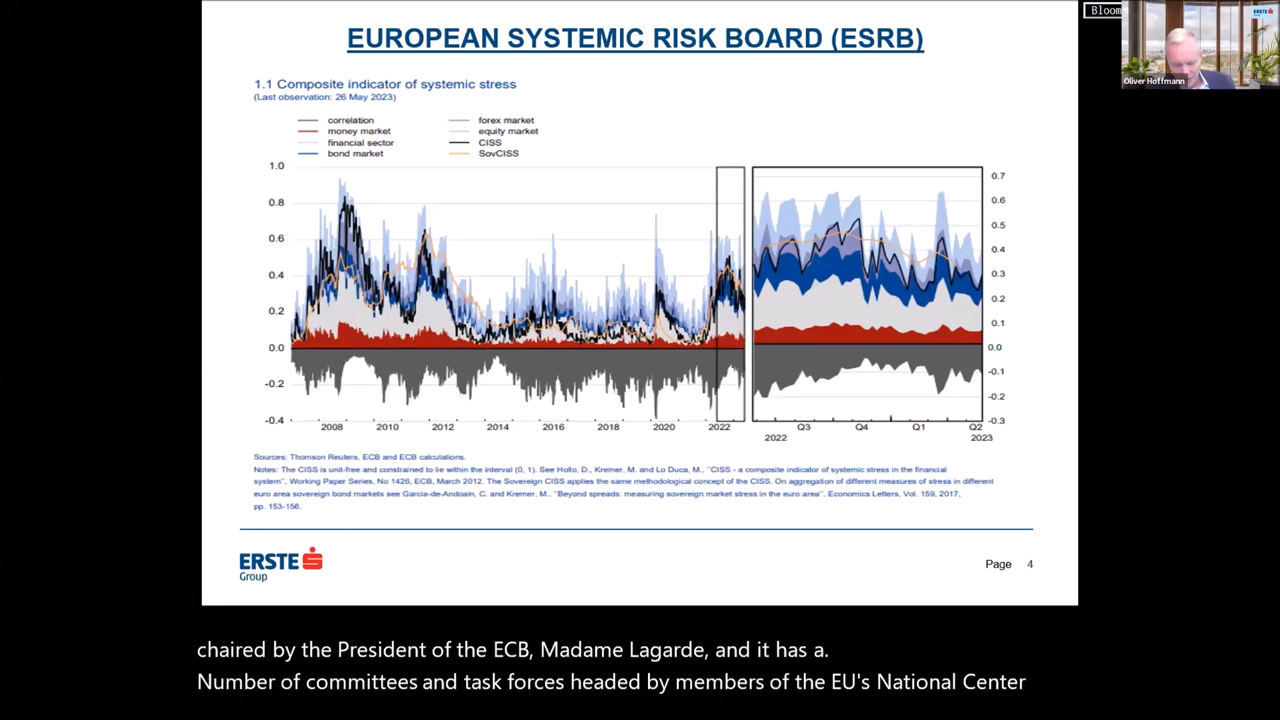 EUROPEAN SYSTEMIC RISK BOARD (ESRB)
Bloom
ERSTE
Group
Oliver Hoffmann
1.1 Composite indicator of systemic stress
(Last observation: 26 May 2023)
correlation
money market
financial sector
bond market
forex market
equity market
CISS
SovCISS
1.0
0.8
0.6
0.4
0.2
0.0
-0.2
-0.4
0.7
0.6
0.5
0.4
0.3
0.2
0.1
0.0
-0.1
-0.2
-0.3
2008 2010 2012 2014 2016 2018 2020 2022
Q3 Q4 Q1 Q2
2022 2023
Sources: Thomson Reuters, ECB and ECB calculations.
Notes: The CISS is unit-free and constrained to lie within the interval (0, 1). See Hollo, D., Kremer, M. and Lo Duca, M., "CISS - a composite indicator of systemic stress in the financial
system", Working Paper Series, No 1426, ECB, March 2012. The Sovereign CISS applies the same methodological concept of the CISS. On aggregation of different measures of stress in different
euro area sovereign bond markets see Garcia-de-Andoain, C. and Kremer, M., "Beyond spreads: measuring sovereign market stress in the euro area", Economics Letters, Vol. 159, 2017,
pp. 153-156.
ERSTE
Group
Page 4
chaired by the President of the ECB, Madame Lagarde, and it has a.
Number of committees and task forces headed by members of the EU's National Center